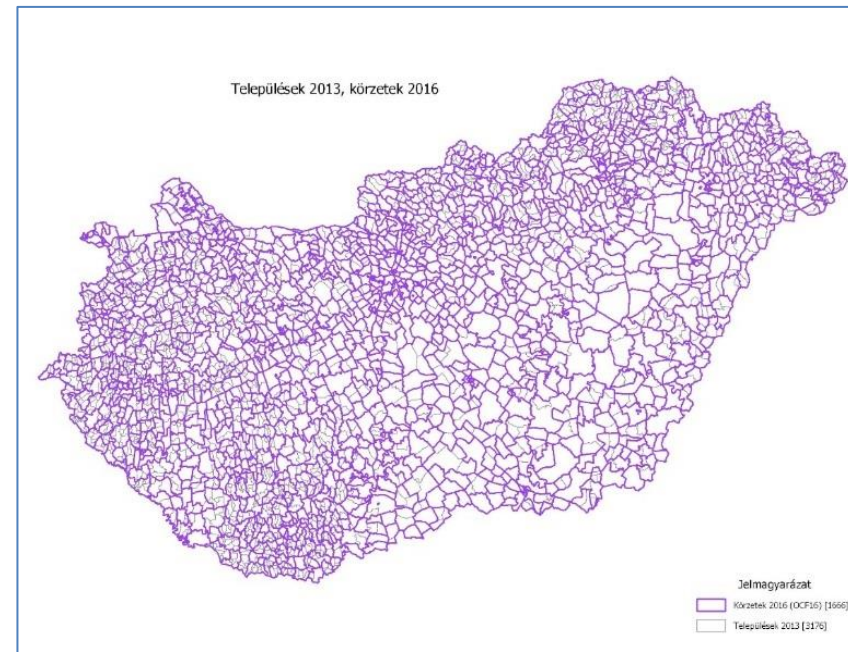 Települések 2013, körzetek 2016
Jelmagyarázat
Körzetek 2016 (OCF16) [1666]
Települések 2013 [3176]